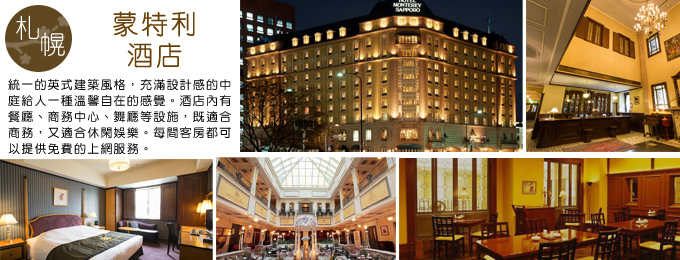 札幌
蒙特利
酒店
統一的英式建築風格，充滿設計感的中
庭給人一種溫馨自在的感覺。酒店內有
餐廳、商務中心、舞廳等設施，既適合
商務，又適合休閑娛樂。每間客房都可
以提供免費的上網服務。
HOTEL
MONTEREY
SAPPORO